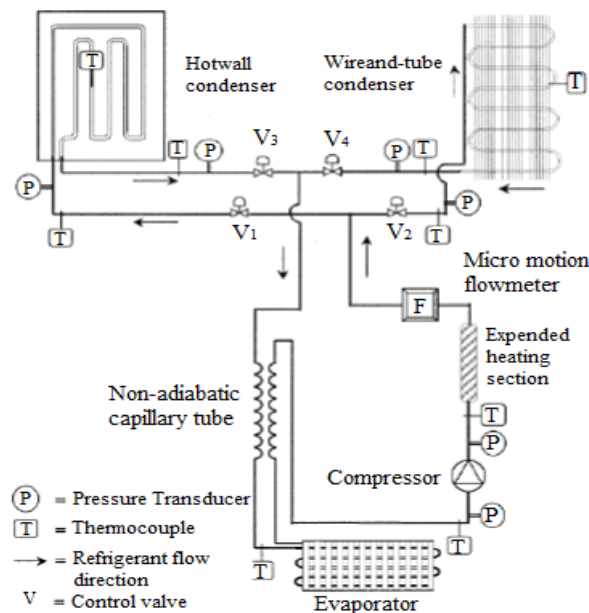 Hotwall
condenser
Wireand-tube
condenser
T
T
T
P
V3
V4
P
T
P
T
V1
V2
T
P
Micro motion
flowmeter
F
Expended
heating
section
Non-adiabatic
capillary tube
T
P
Compressor
P
T
T
Evaporator
P = Pressure Transducer
T = Thermocouple
= Refrigerant flow
direction
V = Control valve